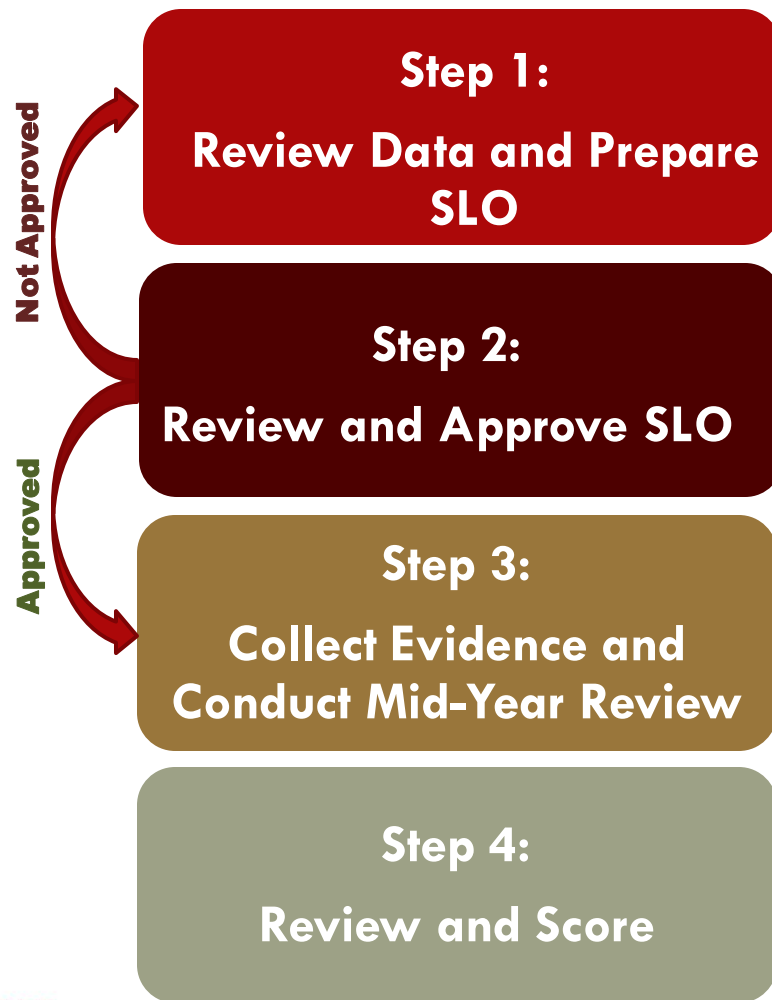 Not Approved
Step 1:
Review Data and Prepare
SLO
Step 2:
Review and Approve SLO
Approved
Step 3:
Collect Evidence and
Conduct Mid-Year Review
Step 4:
Review and Score